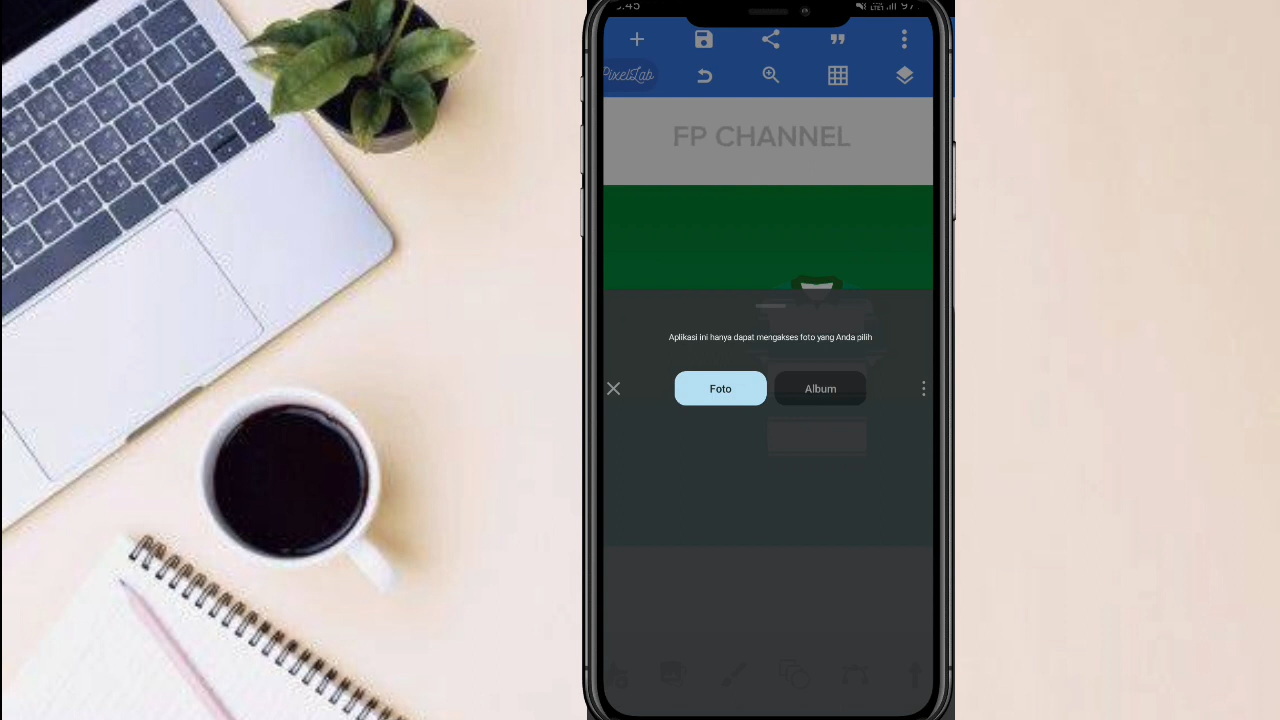 PixelLab
FP CHANNEL
Aplikasi ini hanya dapat mengakses foto yang Anda pilih
Foto
Album